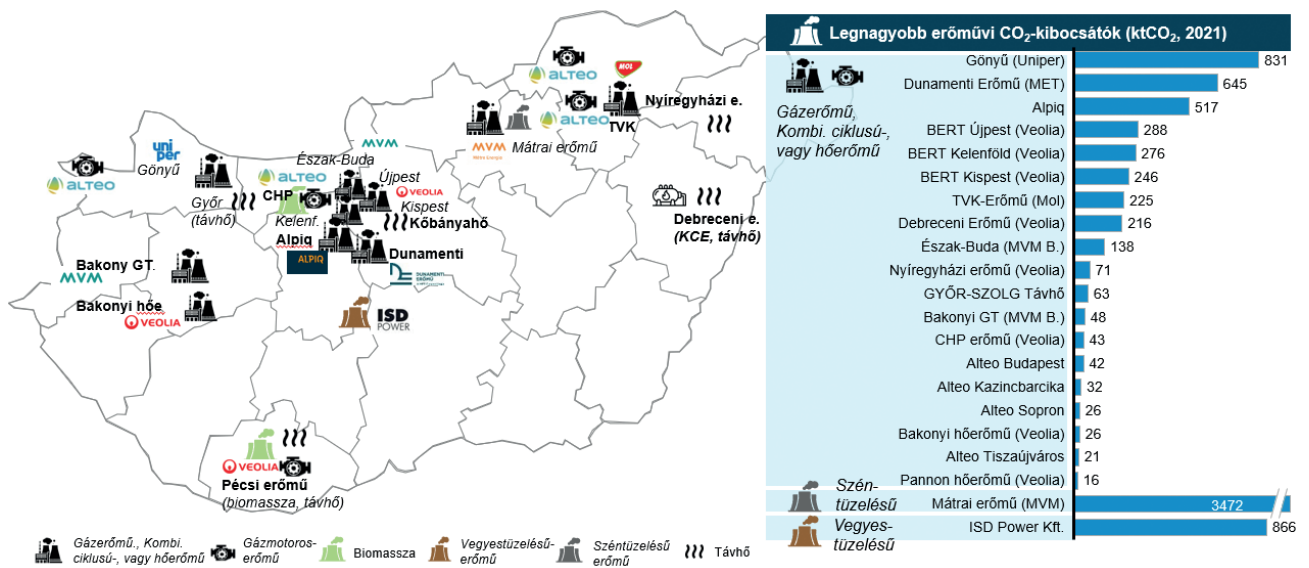 ALTEO
MOL
Nyíregyházi e.
ALTEO
TVK
MVM
Mátrai erőmű
MVM
uni
per
Gönyű
ALTEO
Győr
(távhő)
Észak-Buda
ALTEO
CHP
Újpest
VEOLIA
Kispest
Kelenf.
Kőbányahő
Alpiq
ALPIQ
Dunamenti
DUNAMENTI
ERŐMŰ
Debreceni e.
(KCE, távhő)
Bakony GT.
MVM
Bakonyi hőe
VEOLIA
ISD
POWER
VEOLIA
Pécsi erőmű
(biomassza, távhő)
Gázerőmű., Kombi.
ciklusú-, vagy hőerőmű
Gázmotoros-
erőmű
Biomassza
Vegyestüzelésű-
erőmű
Széntüzelésű
erőmű
Távhő
Legnagyobb erőművi CO₂-kibocsátók (ktCO₂, 2021)
Gázerőmű,
Kombi. ciklusú-,
vagy hőerőmű
Gönyű (Uniper) 831
Dunamenti Erőmű (MET) 645
Alpiq 517
BERT Újpest (Veolia) 288
BERT Kelenföld (Veolia) 276
BERT Kispest (Veolia) 246
TVK-Erőmű (Mol) 225
Debreceni Erőmű (Veolia) 216
Észak-Buda (MVM B.) 138
Nyíregyházi erőmű (Veolia) 71
GYŐR-SZOLG Távhő 63
Bakonyi GT (MVM B.) 48
CHP erőmű (Veolia) 43
Alteo Budapest 42
Alteo Kazincbarcika 32
Alteo Sopron 26
Bakonyi hőerőmű (Veolia) 26
Alteo Tiszaújváros 21
Pannon hőerőmű (Veolia) 16
Szén-
tüzelésű
Mátrai erőmű (MVM) 3472
Vegyes-
tüzelésű
ISD Power Kft. 866